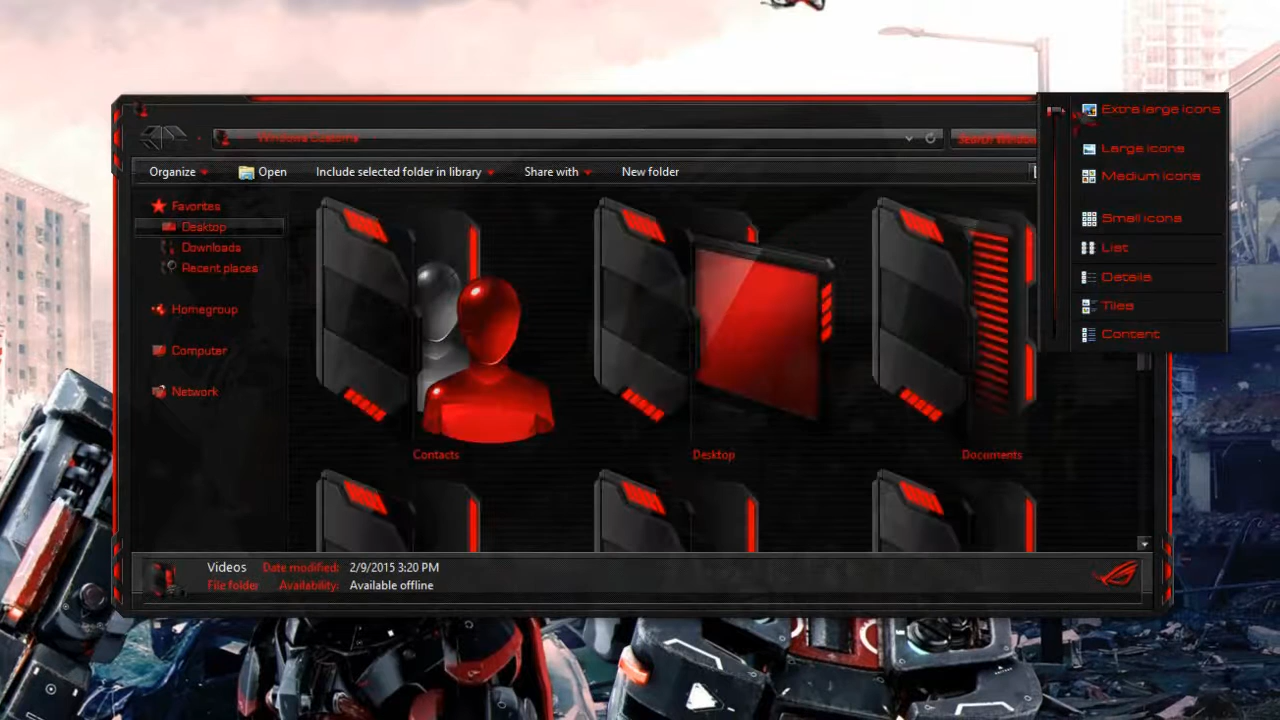 Windows Customs
Search Window
Organize
Open
Include selected folder in library
Share with
New folder
Favorites
Desktop
Downloads
Recent places
Homegroup
Computer
Network
Contacts
Desktop
Documents
Extra large icons
Large icons
Medium icons
Small icons
List
Details
Tiles
Content
Videos Date modified: 2/9/2015 3:20 PM
File folder Availability: Available offline